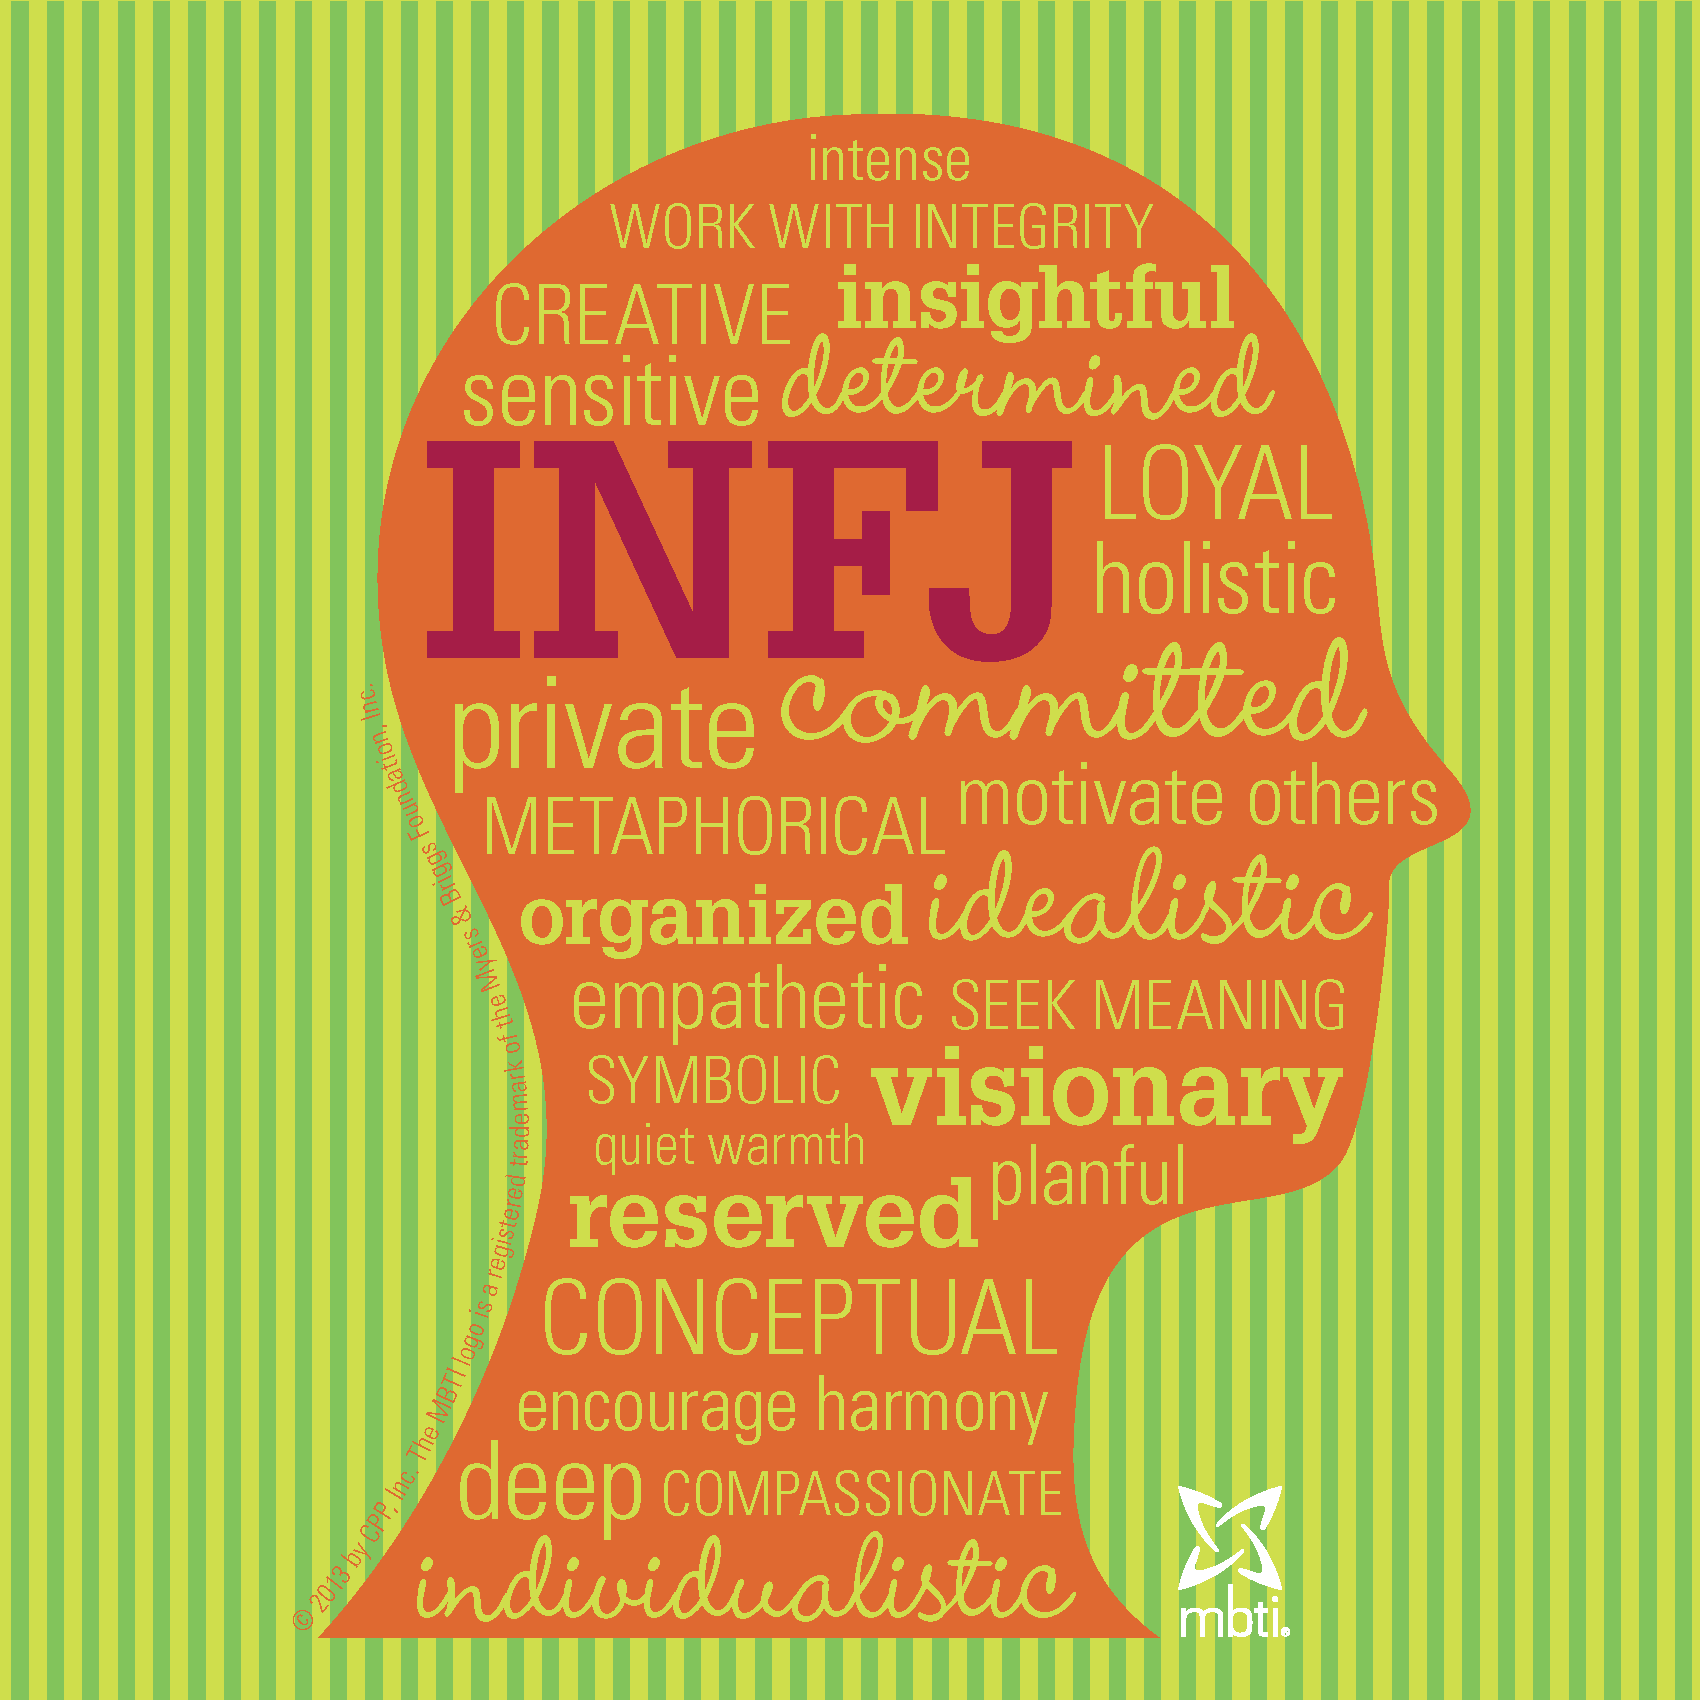 intense
WORK WITH INTEGRITY
CREATIVE insightful
sensitive determined
INFJ LOYAL
holistic
private committed
METAPHORICAL motivate others
organized idealistic
empathetic SEEK MEANING
SYMBOLIC visionary
quiet warmth planful
reserved
CONCEPTUAL
encourage harmony
deep COMPASSIONATE
individualistic
© 2013 by CPP, Inc. The MBTI logo is a registered trademark of the Myers & Briggs Foundation, Inc.
mbti®